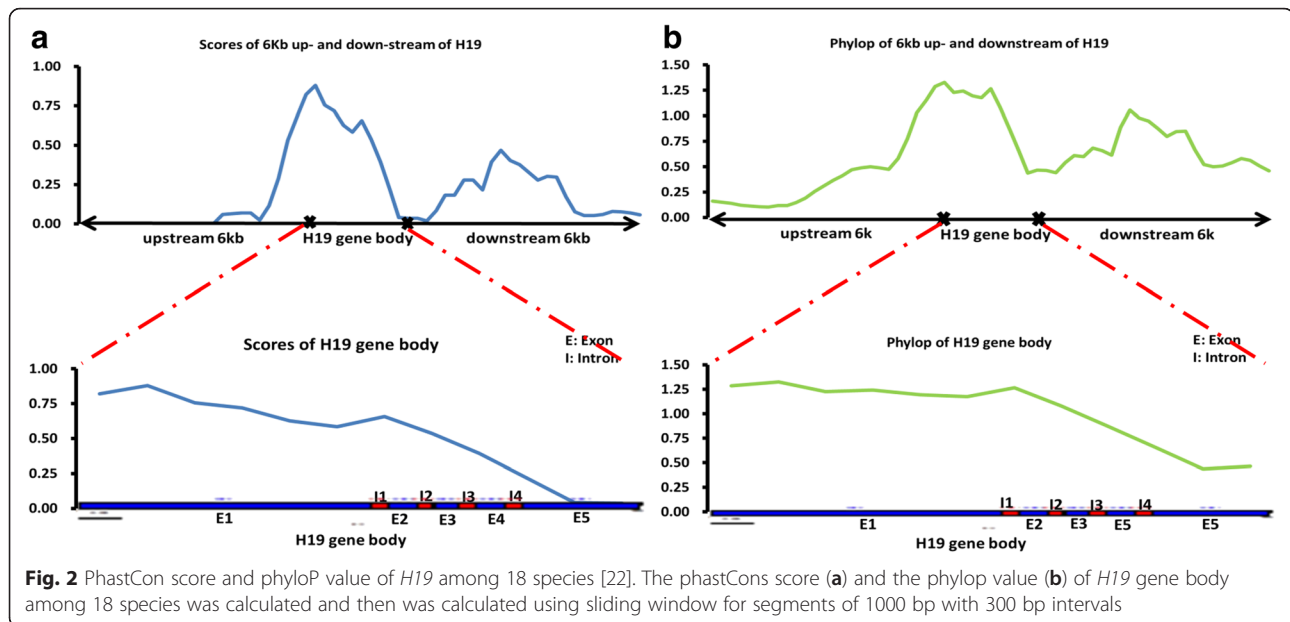 a
Scores of 6Kb up- and down-stream of H19
1.00
0.75
0.50
0.25
0.00
upstream 6kb
H19 gene body
downstream 6kb
Scores of H19 gene body
E: Exon
I: Intron
1.00
0.75
0.50
0.25
0.00
I1
I2
I3
I4
E1
E2
E3
E4
E5
H19 gene body
b
Phylop of 6kb up- and downstream of H19
1.50
1.25
1.00
0.75
0.50
0.25
0.00
upstream 6k
H19 gene body
downstream 6k
Phylop of H19 gene body
E: Exon
I: Intron
1.50
1.25
1.00
0.50
0.00
I1
I2
I3
I4
E1
E2
E3
E5
E5
H19 gene body
Fig. 2 PhastCon score and phyloP value of H19 among 18 species [22]. The phastCons score (a) and the phylop value (b) of H19 gene body
among 18 species was calculated and then was calculated using sliding window for segments of 1000 bp with 300 bp intervals